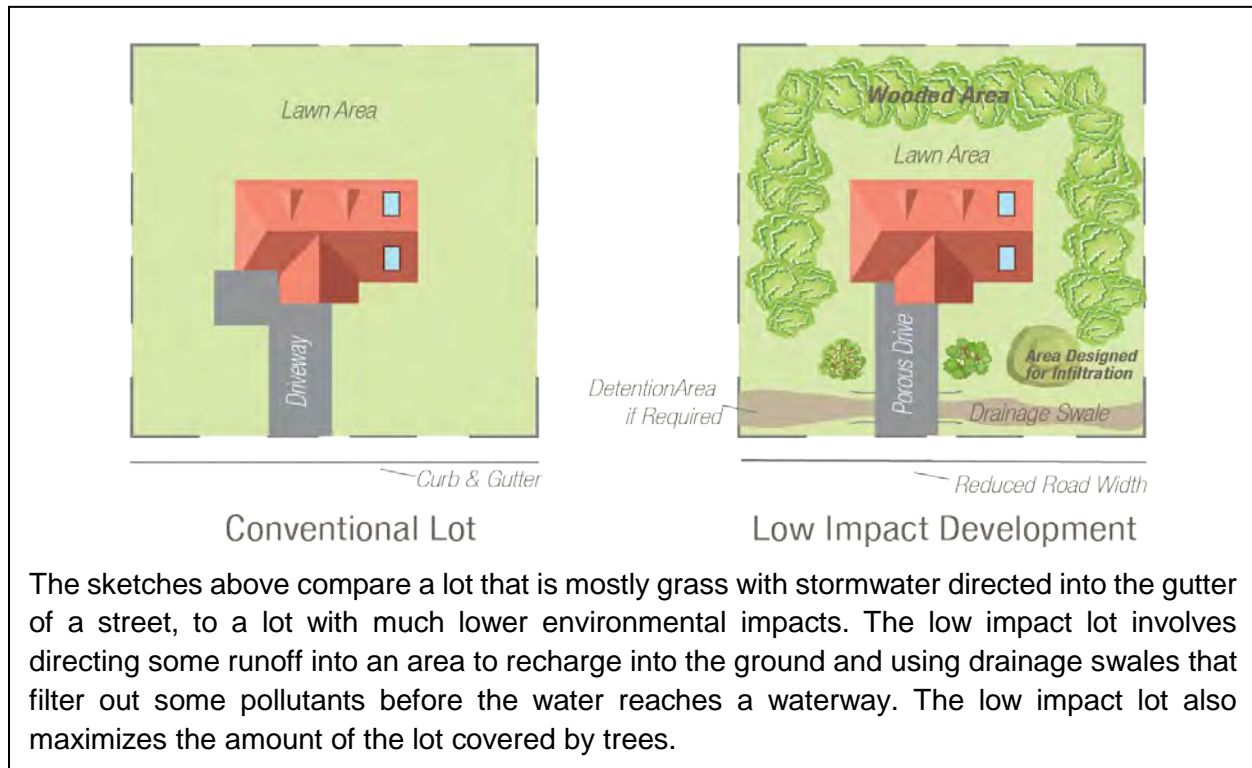 Lawn Area
Driveway
Curb & Gutter
Conventional Lot
Wooded Area
Lawn Area
Porous Drive
Area Designed
for Infiltration
DetentionArea
if Required
Drainage Swale
Reduced Road Width
Low Impact Development
The sketches above compare a lot that is mostly grass with stormwater directed into the gutter
of a street, to a lot with much lower environmental impacts. The low impact lot involves
directing some runoff into an area to recharge into the ground and using drainage swales that
filter out some pollutants before the water reaches a waterway. The low impact lot also
maximizes the amount of the lot covered by trees.